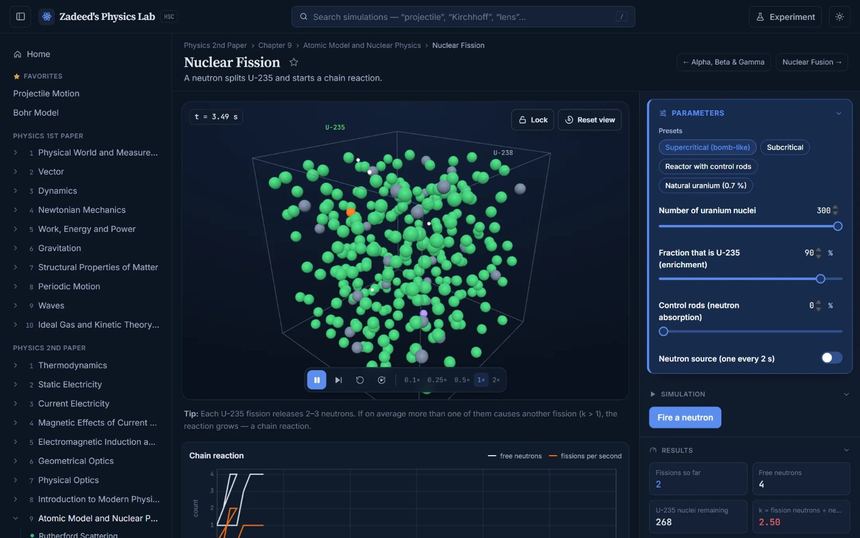 Zadeed's Physics Lab
HSC
Search simulations — "projectile", "Kirchhoff", "lens"...
/
Experiment
Home
FAVORITES
Projectile Motion
Bohr Model
PHYSICS 1ST PAPER
1 Physical World and Measure...
2 Vector
3 Dynamics
4 Newtonian Mechanics
5 Work, Energy and Power
6 Gravitation
7 Structural Properties of Matter
8 Periodic Motion
9 Waves
10 Ideal Gas and Kinetic Theory...
PHYSICS 2ND PAPER
1 Thermodynamics
2 Static Electricity
3 Current Electricity
4 Magnetic Effects of Current ...
5 Electromagnetic Induction a...
6 Geometrical Optics
7 Physical Optics
8 Introduction to Modern Physi...
9 Atomic Model and Nuclear P...
Rutherford Scattering
Physics 2nd Paper › Chapter 9 › Atomic Model and Nuclear Physics › Nuclear Fission
Nuclear Fission
A neutron splits U-235 and starts a chain reaction.
← Alpha, Beta & Gamma
Nuclear Fusion →
t = 3.49 s
Lock
Reset view
U-235
U-238
0.1× 0.25× 0.5× 1× 2×
Tip: Each U-235 fission releases 2–3 neutrons. If on average more than one of them causes another fission (k > 1), the
reaction grows — a chain reaction.
Chain reaction
free neutrons
fissions per second
4
3
2
1
count
PARAMETERS
Presets
Supercritical (bomb-like)
Subcritical
Reactor with control rods
Natural uranium (0.7 %)
Number of uranium nuclei
300
Fraction that is U-235
(enrichment)
90 %
Control rods (neutron
absorption)
0 %
Neutron source (one every 2 s)
SIMULATION
Fire a neutron
RESULTS
Fissions so far
2
Free neutrons
4
U-235 nuclei remaining
268
k = fission neutrons ÷ ne...
2.50